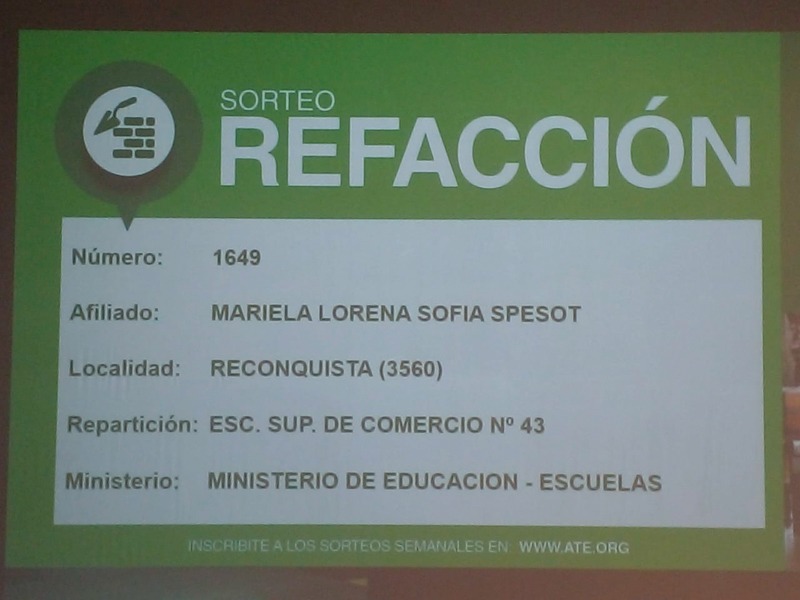 SORTEO
REFACCIÓN
Número: 1649
Afiliado: MARIELA LORENA SOFIA SPESOT
Localidad: RECONQUISTA (3560)
Repartición: ESC. SUP. DE COMERCIO Nº 43
Ministerio: MINISTERIO DE EDUCACION - ESCUELAS
INSCRIBITE A LOS SORTEOS SEMANALES EN: WWW.ATE.ORG